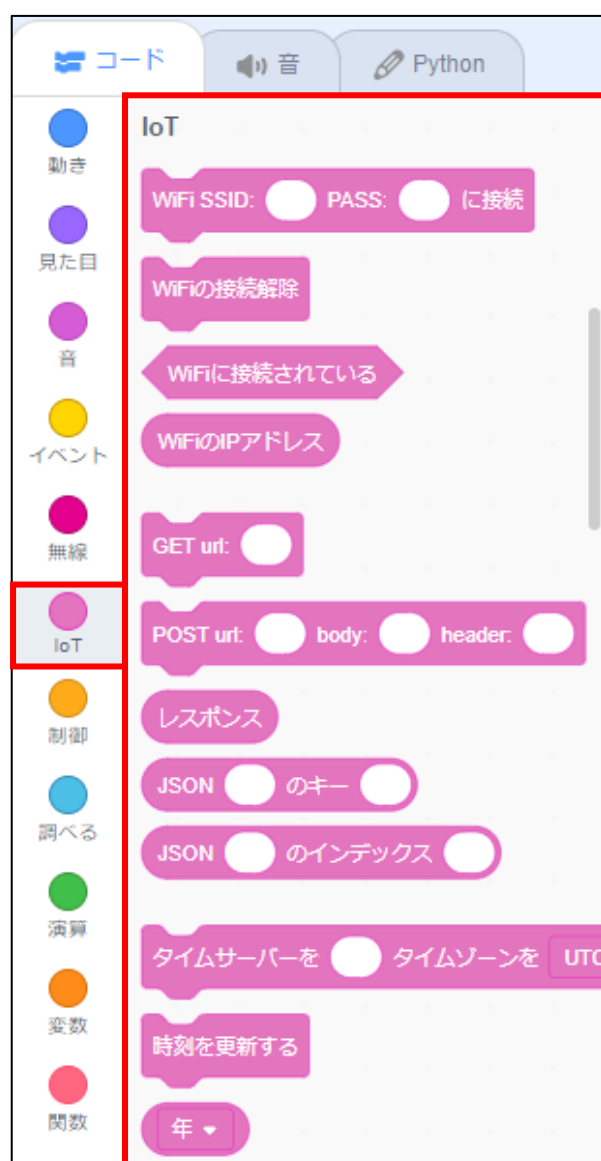 コード
音
Python
動き
見た目
音
イベント
無線
IoT
制御
調べる
演算
変数
関数
IoT
WiFi SSID: PASS: に接続
WiFiの接続解除
WiFiに接続されている
WiFiのIPアドレス
GET url:
POST url: body: header:
レスポンス
JSON のキー
JSON のインデックス
タイムサーバーを タイムゾーンを UTC
時刻を更新する
年